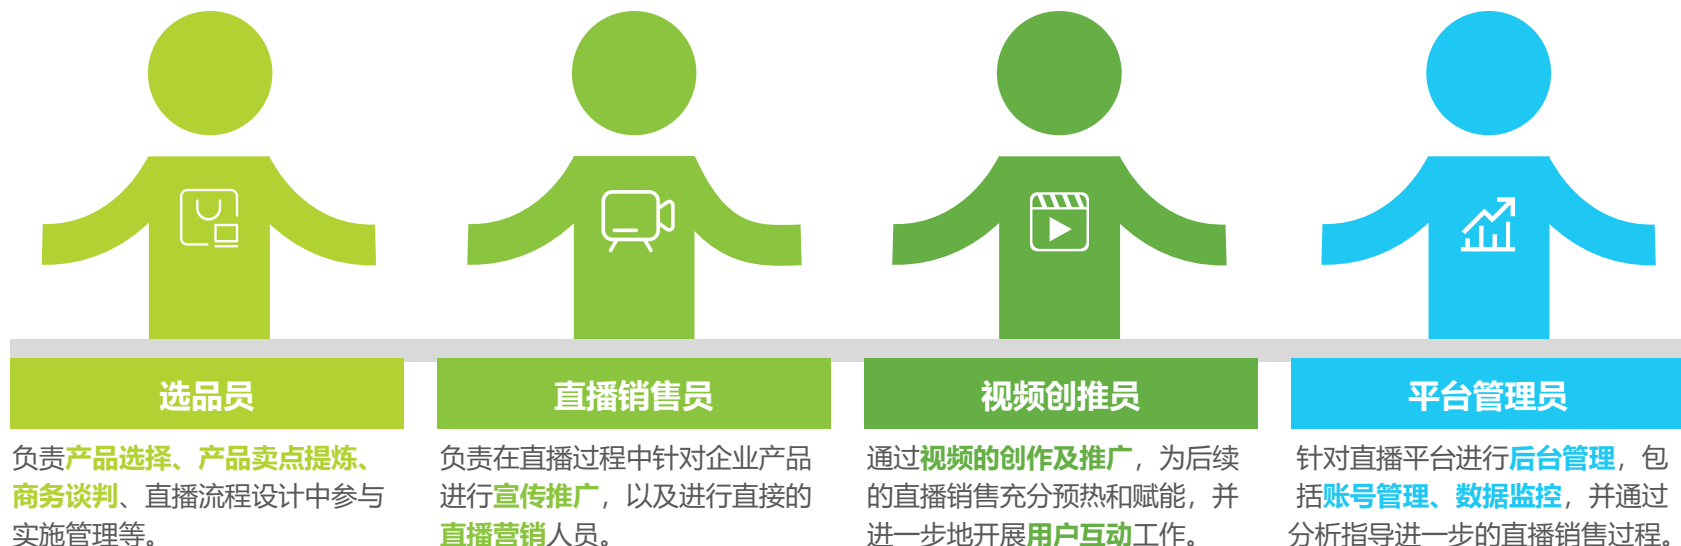 选品员
负责产品选择、产品卖点提炼、
商务谈判、直播流程设计中参与
实施管理等。
直播销售员
负责在直播过程中针对企业产品
进行宣传推广，以及进行直接的
直播营销人员。
视频创推员
通过视频的创作及推广，为后续
的直播销售充分预热和赋能，并
进一步地开展用户互动工作。
平台管理员
针对直播平台进行后台管理，包
括账号管理、数据监控，并通过
分析指导进一步的直播销售过程。